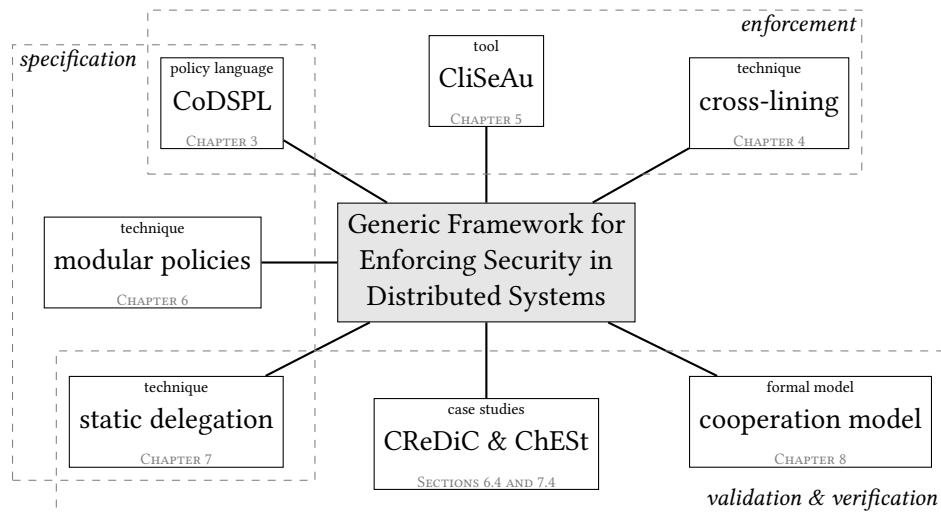 enforcement
specification
policy language
CoDSPL
CHAPTER 3
tool
CliSeAu
CHAPTER 5
technique
cross-lining
CHAPTER 4
technique
modular policies
CHAPTER 6
Generic Framework for
Enforcing Security in
Distributed Systems
technique
static delegation
CHAPTER 7
case studies
CReDiC & ChESt
SECTIONS 6.4 AND 7.4
formal model
cooperation model
CHAPTER 8
validation & verification